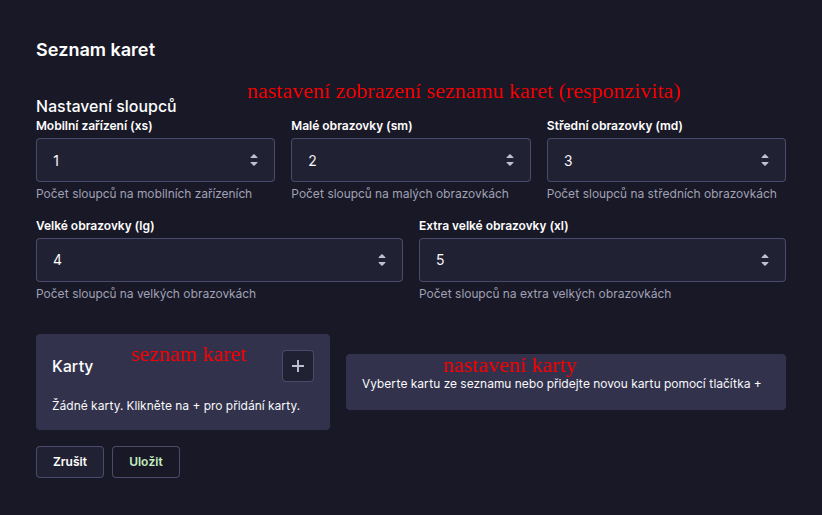 Seznam karet
nastavení zobrazení seznamu karet (responzivita)
Nastavení sloupců
Mobilní zařízení (xs)
Malé obrazovky (sm)
Střední obrazovky (md)
1
2
3
Počet sloupců na mobilních zařízeních
Počet sloupců na malých obrazovkách
Počet sloupců na středních obrazovkách
Velké obrazovky (lg)
Extra velké obrazovky (xl)
4
5
Počet sloupců na velkých obrazovkách
Počet sloupců na extra velkých obrazovkách
seznam karet
Karty
+
Žádné karty. Klikněte na + pro přidání karty.
nastavení karty
Vyberte kartu ze seznamu nebo přidejte novou kartu pomocí tlačítka +
Zrušit
Uložit